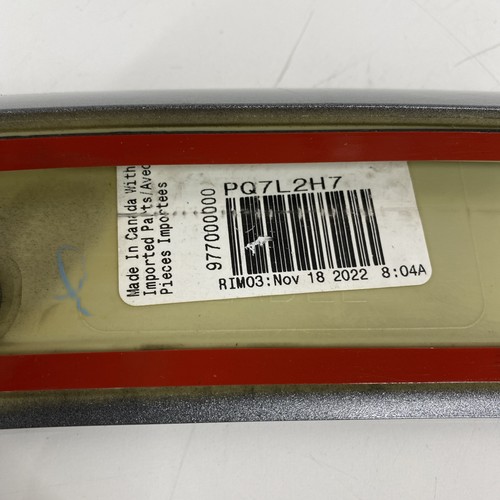 Made In Canada With
Imported Parts/Avec
Pieces Importees
977000000
PQ7L2H7
RIM03:Nov 18 2022 8:04A